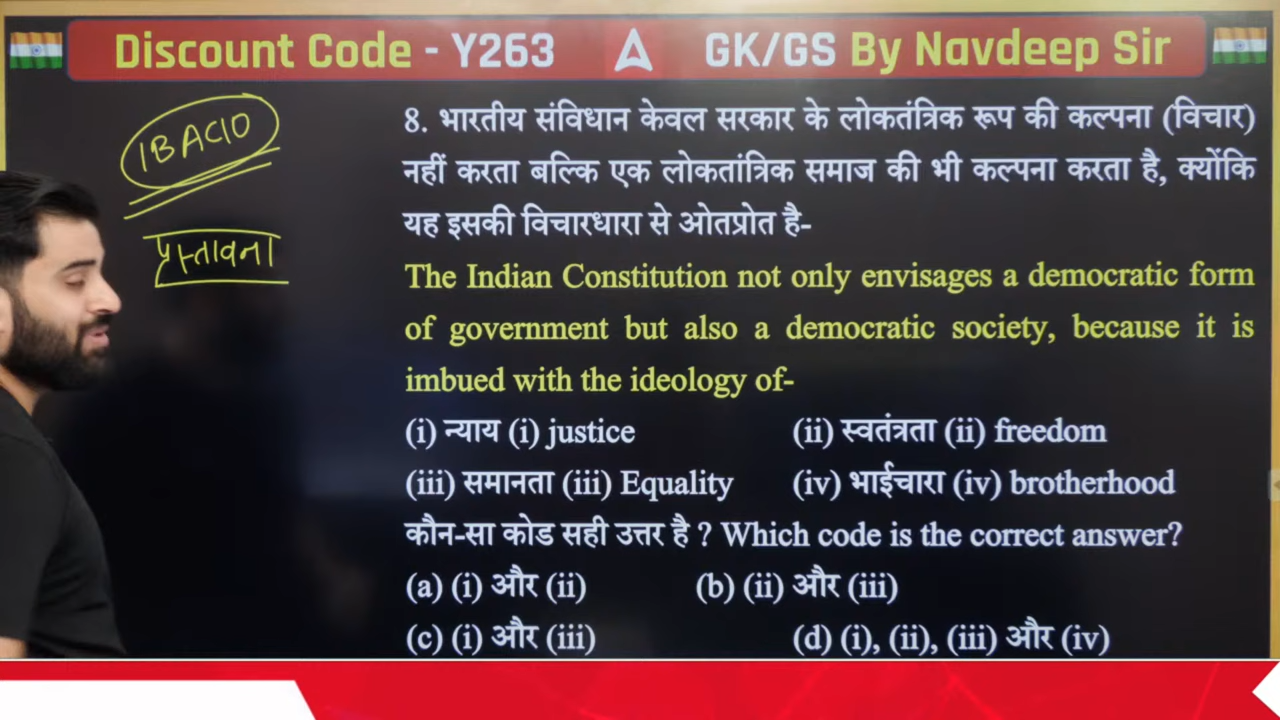 Discount Code - Y263 GK/GS By Navdeep Sir
IBACIO
प्रस्तावना
8. भारतीय संविधान केवल सरकार के लोकतंत्रिक रूप की कल्पना (विचार)
नहीं करता बल्कि एक लोकतांत्रिक समाज की भी कल्पना करता है, क्योंकि
यह इसकी विचारधारा से ओतप्रोत है-
The Indian Constitution not only envisages a democratic form
of government but also a democratic society, because it is
imbued with the ideology of-
(i) न्याय (i) justice (ii) स्वतंत्रता (ii) freedom
(iii) समानता (iii) Equality (iv) भाईचारा (iv) brotherhood
कौन-सा कोड सही उत्तर है ? Which code is the correct answer?
(a) (i) और (ii) (b) (ii) और (iii)
(c) (i) और (iii) (d) (i), (ii), (iii) और (iv)